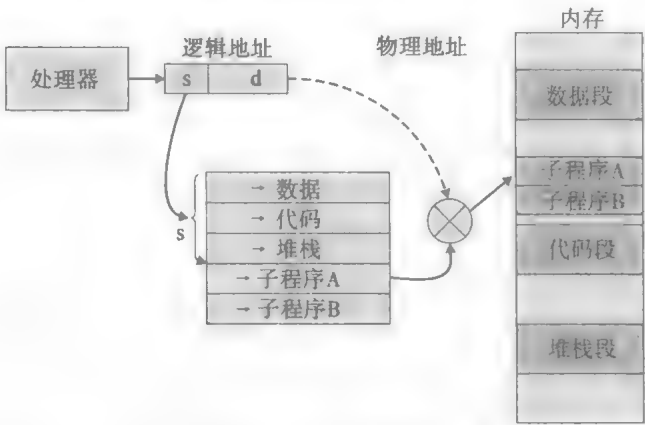 内存
逻辑地址
物理地址
处理器
s
d
数据段
子程序A
子程序B
代码段
堆栈段
s
→ 数据
→ 代码
→ 堆栈
→ 子程序A
→ 子程序B